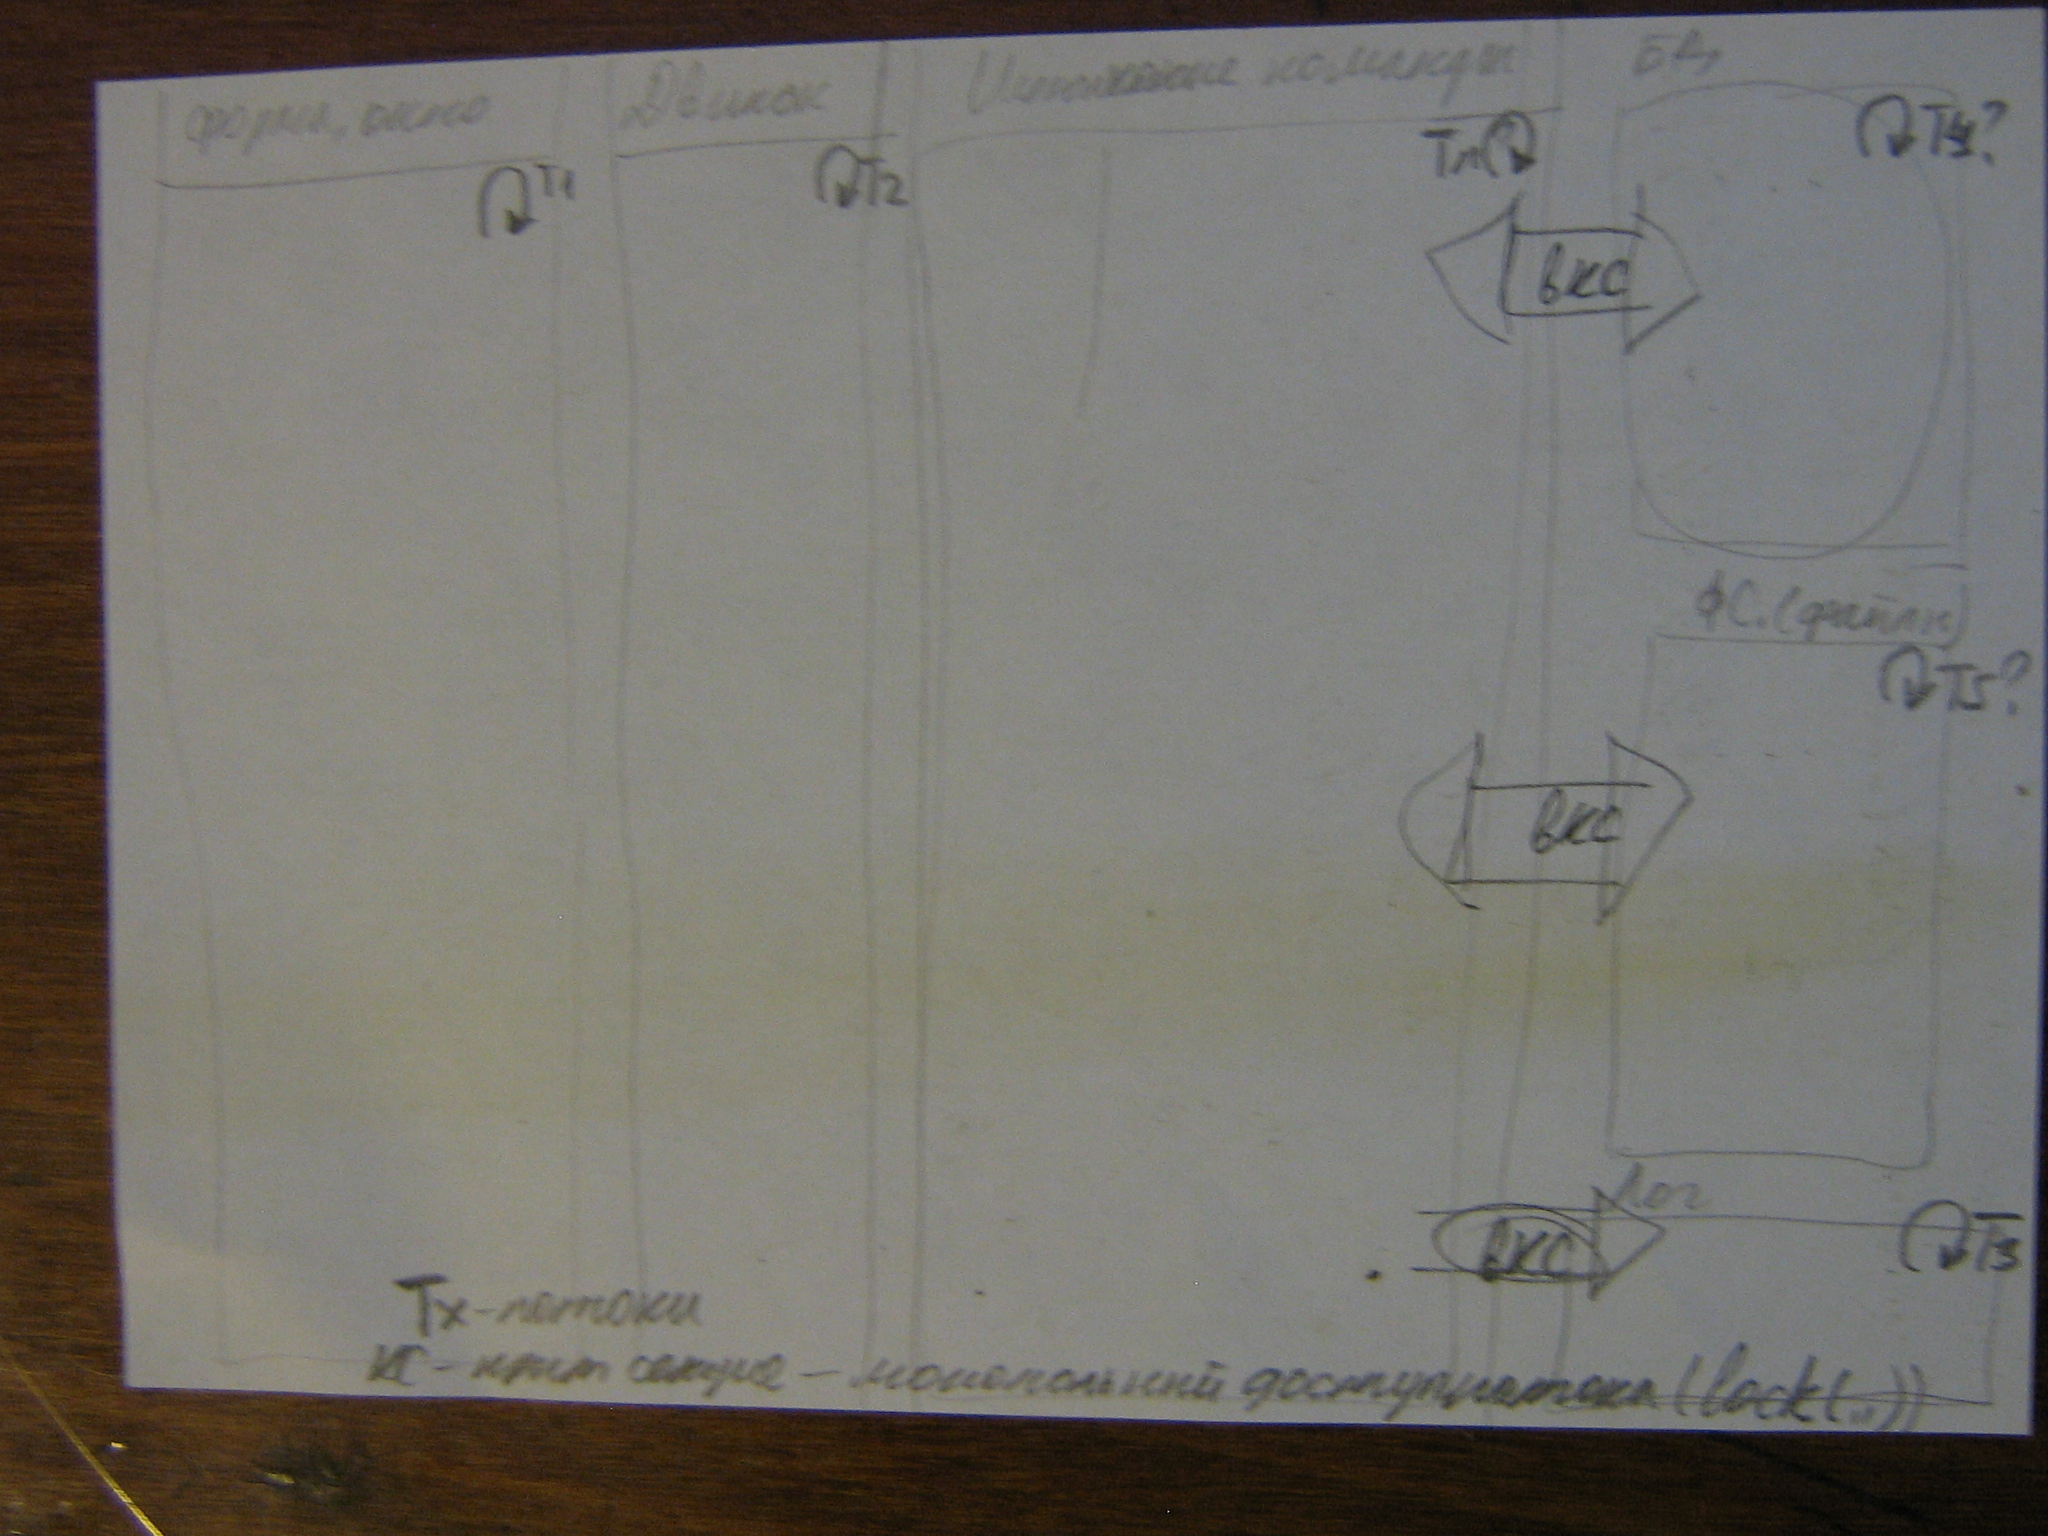 форма, окно
Движок
Исполнение команды
БД
T1
T2
Tn
T4?
ВКС
ФС. (файлы)
T5?
ВКС
Лог
ВКС
T3
Tx - потоки
КС - крит секция - монопольный доступ потока (lock(...))